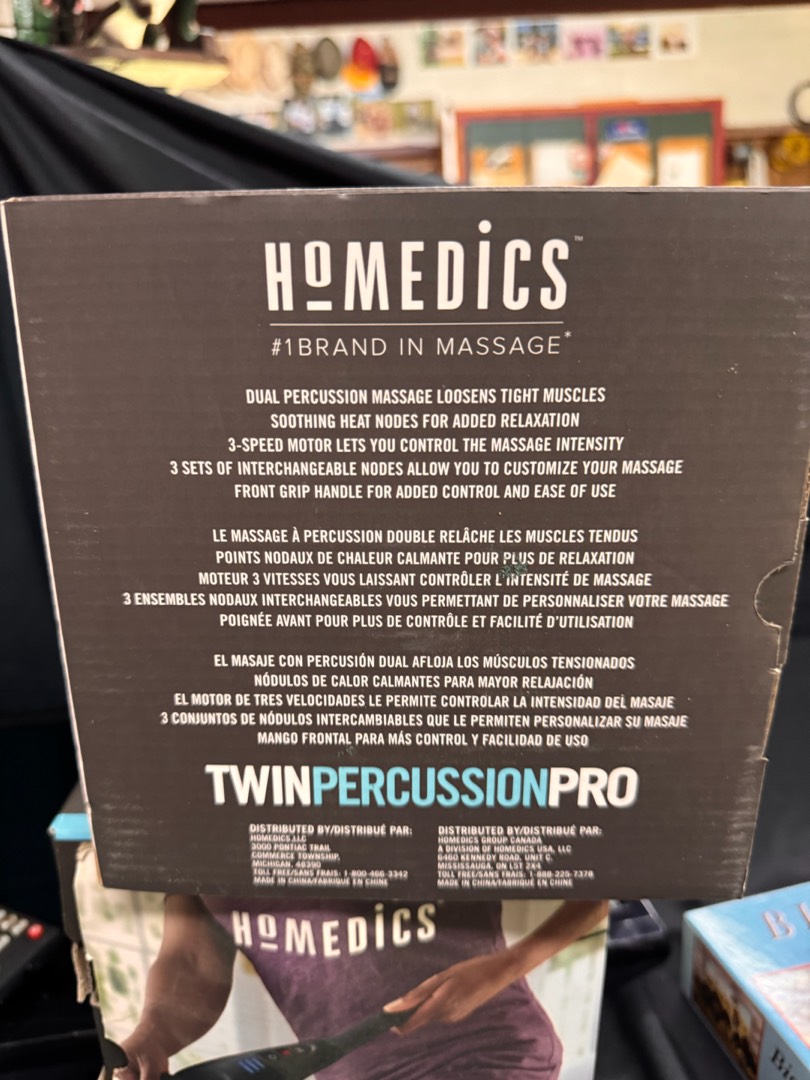 HoMEDiCS™
#1 BRAND IN MASSAGE*
DUAL PERCUSSION MASSAGE LOOSENS TIGHT MUSCLES
SOOTHING HEAT NODES FOR ADDED RELAXATION
3-SPEED MOTOR LETS YOU CONTROL THE MASSAGE INTENSITY
3 SETS OF INTERCHANGEABLE NODES ALLOW YOU TO CUSTOMIZE YOUR MASSAGE
FRONT GRIP HANDLE FOR ADDED CONTROL AND EASE OF USE
LE MASSAGE À PERCUSSION DOUBLE RELÂCHE LES MUSCLES TENDUS
POINTS NODAUX DE CHALEUR CALMANTE POUR PLUS DE RELAXATION
MOTEUR 3 VITESSES VOUS LAISSANT CONTRÔLER L'INTENSITÉ DE MASSAGE
3 ENSEMBLES NODAUX INTERCHANGEABLES VOUS PERMETTANT DE PERSONNALISER VOTRE MASSAGE
POIGNÉE AVANT POUR PLUS DE CONTRÔLE ET FACILITÉ D'UTILISATION
EL MASAJE CON PERCUSIÓN DUAL AFLOJA LOS MÚSCULOS TENSIONADOS
NÓDULOS DE CALOR CALMANTES PARA MAYOR RELAJACIÓN
EL MOTOR DE TRES VELOCIDADES LE PERMITE CONTROLAR LA INTENSIDAD DEL MASAJE
3 CONJUNTOS DE NÓDULOS INTERCAMBIABLES QUE LE PERMITEN PERSONALIZAR SU MASAJE
MANGO FRONTAL PARA MÁS CONTROL Y FACILIDAD DE USO
TWINPERCUSSIONPRO
DISTRIBUTED BY/DISTRIBUÉ PAR:
HOMEDICS LLC
3000 PONTIAC TRAIL
COMMERCE TOWNSHIP,
MICHIGAN, 48390
TOLL FREE/SANS FRAIS: 1-800-466-3342
MADE IN CHINA/FABRIQUÉ EN CHINE
DISTRIBUTED BY/DISTRIBUÉ PAR:
HOMEDICS GROUP CANADA
A DIVISION OF HOMEDICS USA, LLC
6460 KENNEDY ROAD, UNIT C
MISSISSAUGA, ON L5T 2X4
TOLL FREE/SANS FRAIS: 1-888-225-7378
MADE IN CHINA/FABRIQUÉ EN CHINE
HoMEDiCS